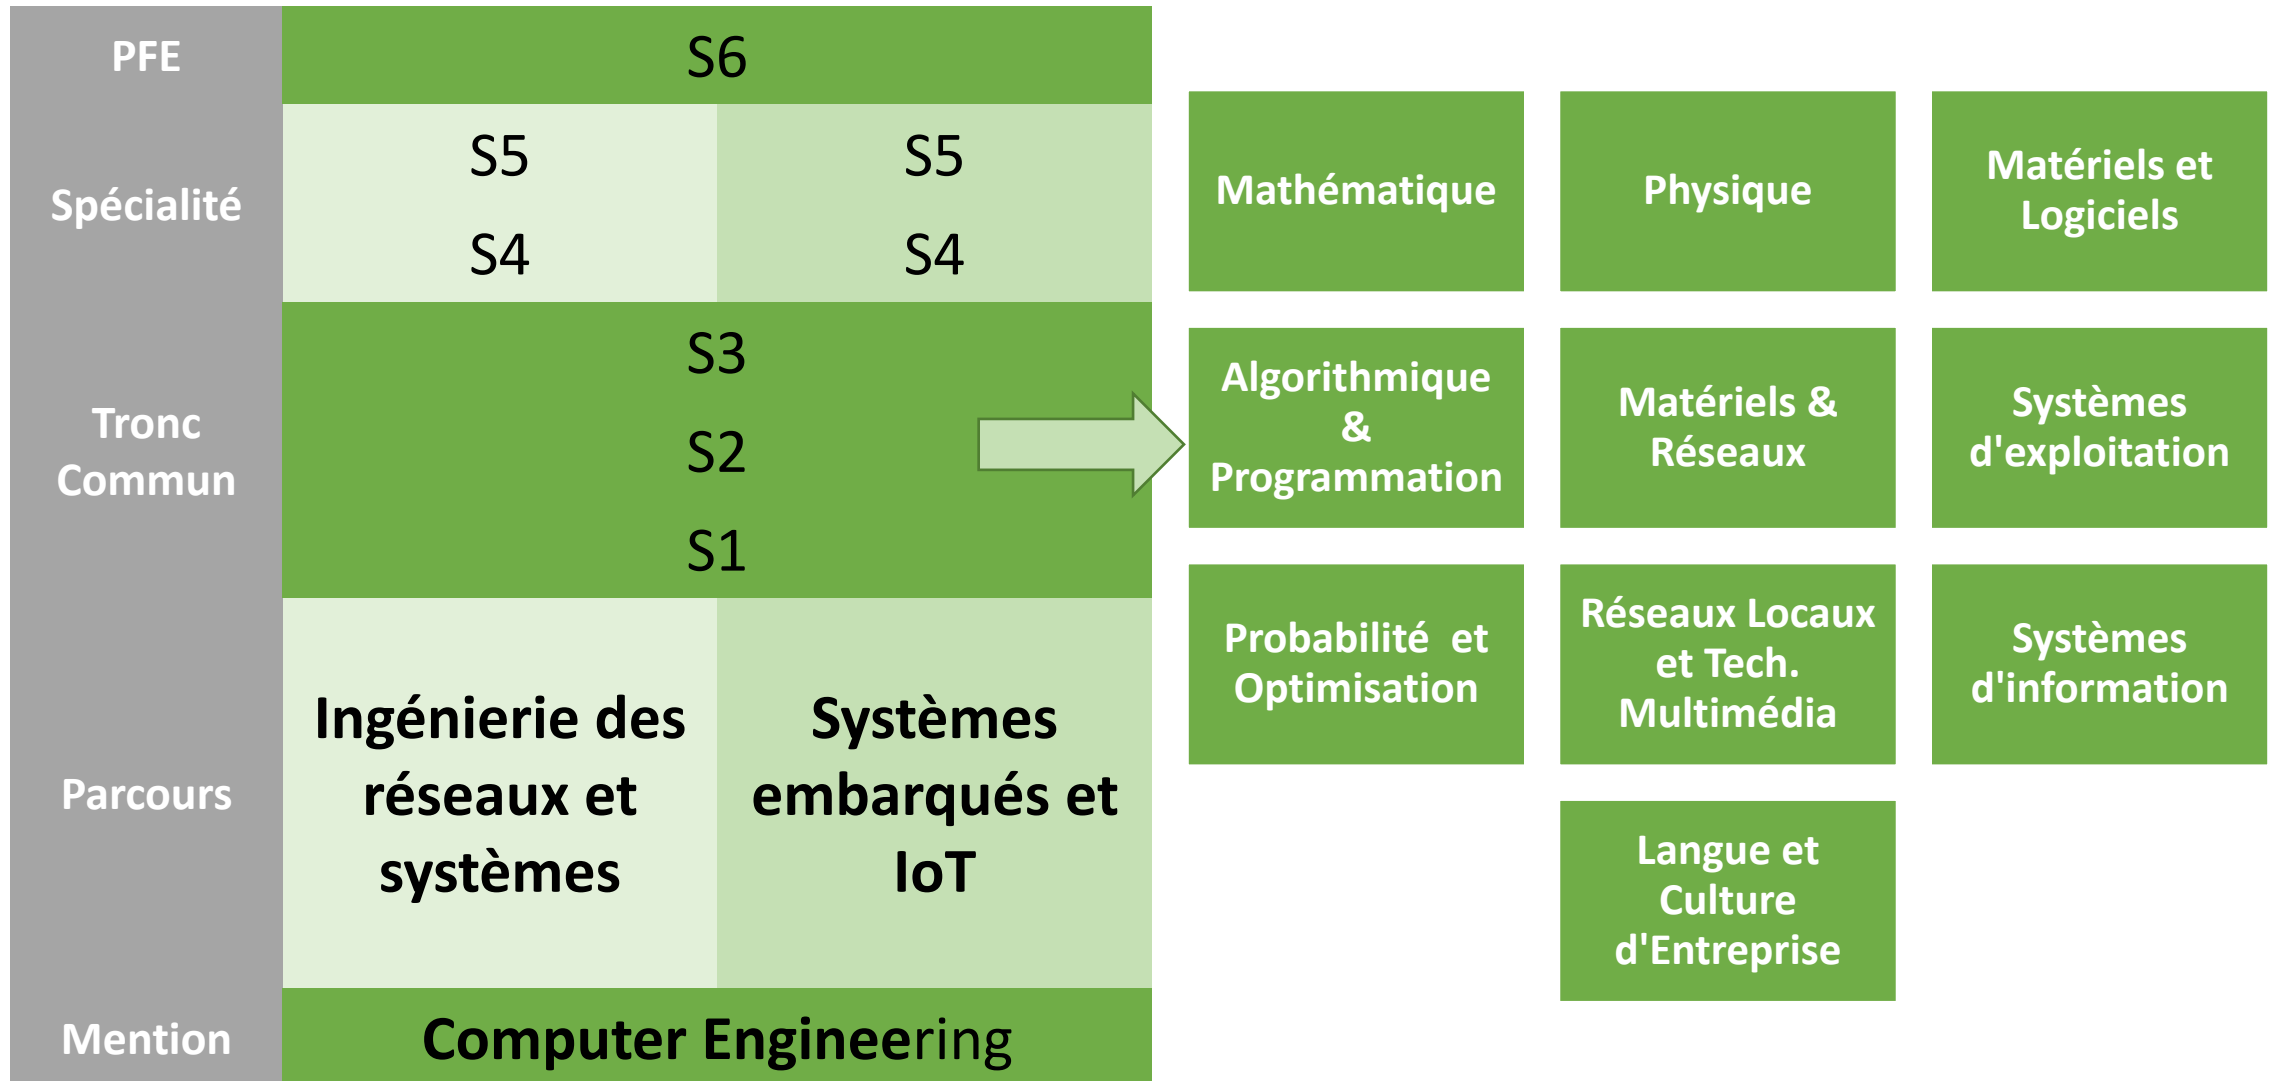 PFE
S6
Spécialité
S5
S5
S4
S4
Tronc
Commun
S3
S2
S1
Parcours
Ingénierie des
réseaux et
systèmes
Systèmes
embarqués et
IoT
Mention
Computer Engineering
Mathématique
Physique
Matériels et
Logiciels
Algorithmique
&
Programmation
Matériels &
Réseaux
Systèmes
d'exploitation
Probabilité et
Optimisation
Réseaux Locaux
et Tech.
Multimédia
Systèmes
d'information
Langue et
Culture
d'Entreprise